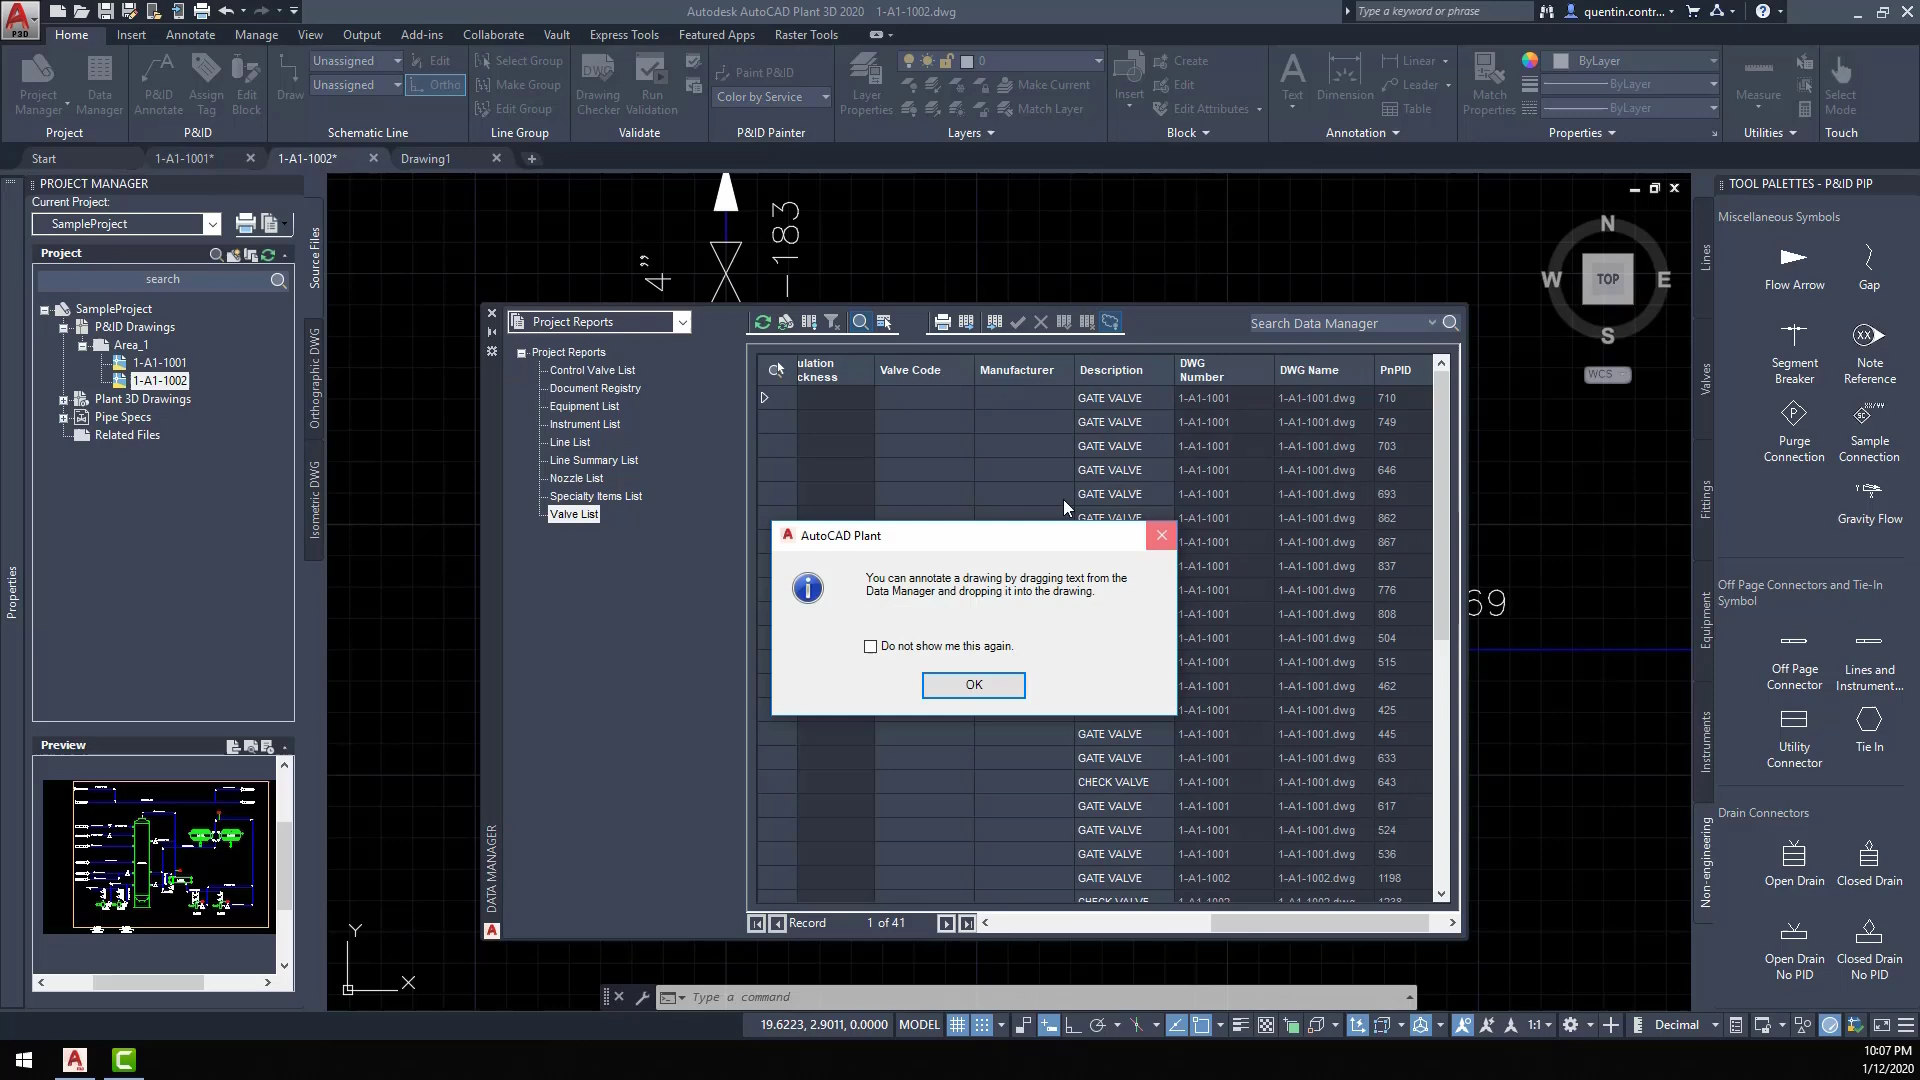 Autodesk AutoCAD Plant 3D 2020 1-A1-1002.dwg
Type a keyword or phrase
quentin.contr...
P3D
Home Insert Annotate Manage View Output Add-ins Collaborate Vault Express Tools Featured Apps Raster Tools
Project Manager
Data Manager
Project
P&ID Annotate
Assign Tag
Edit Block
P&ID
Draw
Unassigned
Unassigned
Edit
Ortho
Schematic Line
Select Group
Make Group
Edit Group
Line Group
Drawing Checker
Run Validation
Validate
Paint P&ID
Color by Service
P&ID Painter
Layer Properties
0
Make Current
Match Layer
Layers
Insert
Create
Edit
Edit Attributes
Block
Text
Dimension
Linear
Leader
Table
Annotation
Match Properties
ByLayer
ByLayer
ByLayer
Properties
Measure
Utilities
Select Mode
Touch
Start
1-A1-1001*
1-A1-1002*
Drawing1
PROJECT MANAGER
Current Project:
SampleProject
Project
search
SampleProject
P&ID Drawings
Area_1
1-A1-1001
1-A1-1002
Plant 3D Drawings
Pipe Specs
Related Files
Source Files
Orthographic DWG
Isometric DWG
Properties
Preview
4"
-183
69
Y
X
N
W
TOP
E
S
WCS
Project Reports
Search Data Manager
Project Reports
Control Valve List
Document Registry
Equipment List
Instrument List
Line List
Line Summary List
Nozzle List
Specialty Items List
Valve List
DATA MANAGER
ulation ckness Valve Code Manufacturer Description DWG Number DWG Name PnPID
GATE VALVE 1-A1-1001 1-A1-1001.dwg 710
GATE VALVE 1-A1-1001 1-A1-1001.dwg 749
GATE VALVE 1-A1-1001 1-A1-1001.dwg 703
GATE VALVE 1-A1-1001 1-A1-1001.dwg 646
GATE VALVE 1-A1-1001 1-A1-1001.dwg 693
GATE VALVE 1-A1-1001 1-A1-1001.dwg 862
1-A1-1001 1-A1-1001.dwg 867
1-A1-1001 1-A1-1001.dwg 837
1-A1-1001 1-A1-1001.dwg 776
1-A1-1001 1-A1-1001.dwg 808
1-A1-1001 1-A1-1001.dwg 504
1-A1-1001 1-A1-1001.dwg 515
1-A1-1001 1-A1-1001.dwg 462
1-A1-1001 1-A1-1001.dwg 425
GATE VALVE 1-A1-1001 1-A1-1001.dwg 445
GATE VALVE 1-A1-1001 1-A1-1001.dwg 633
CHECK VALVE 1-A1-1001 1-A1-1001.dwg 643
GATE VALVE 1-A1-1001 1-A1-1001.dwg 617
GATE VALVE 1-A1-1001 1-A1-1001.dwg 524
GATE VALVE 1-A1-1001 1-A1-1001.dwg 536
GATE VALVE 1-A1-1002 1-A1-1002.dwg 1198
CHECK VALVE 1-A1-1002 1-A1-1002.dwg 1238
Record 1 of 41
AutoCAD Plant
You can annotate a drawing by dragging text from the
Data Manager and dropping it into the drawing.
Do not show me this again.
OK
TOOL PALETTES - P&ID PIP
Miscellaneous Symbols
Flow Arrow
Gap
Segment Breaker
Note Reference
Purge Connection
Sample Connection
Gravity Flow
Off Page Connectors and Tie-In Symbol
Off Page Connector
Lines and Instrument...
Utility Connector
Tie In
Drain Connectors
Open Drain
Closed Drain
Open Drain No PID
Closed Drain No PID
Lines
Valves
Fittings
Equipment
Instruments
Non-engineering
Type a command
19.6223, 2.9011, 0.0000 MODEL
1:1
Decimal
10:07 PM
1/12/2020